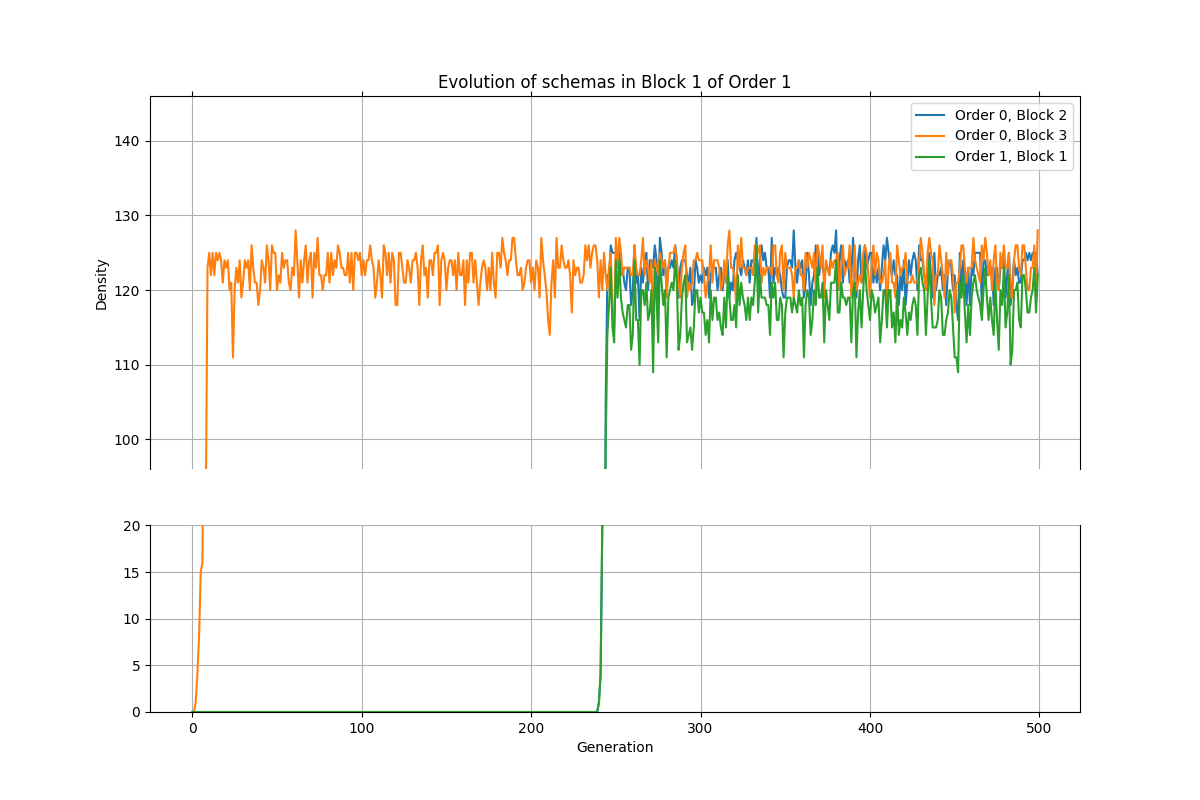 Evolution of schemas in Block 1 of Order 1
Order 0, Block 2
Order 0, Block 3
Order 1, Block 1
140
130
120
110
100
Density
20
15
10
5
0
0 100 200 300 400 500
Generation